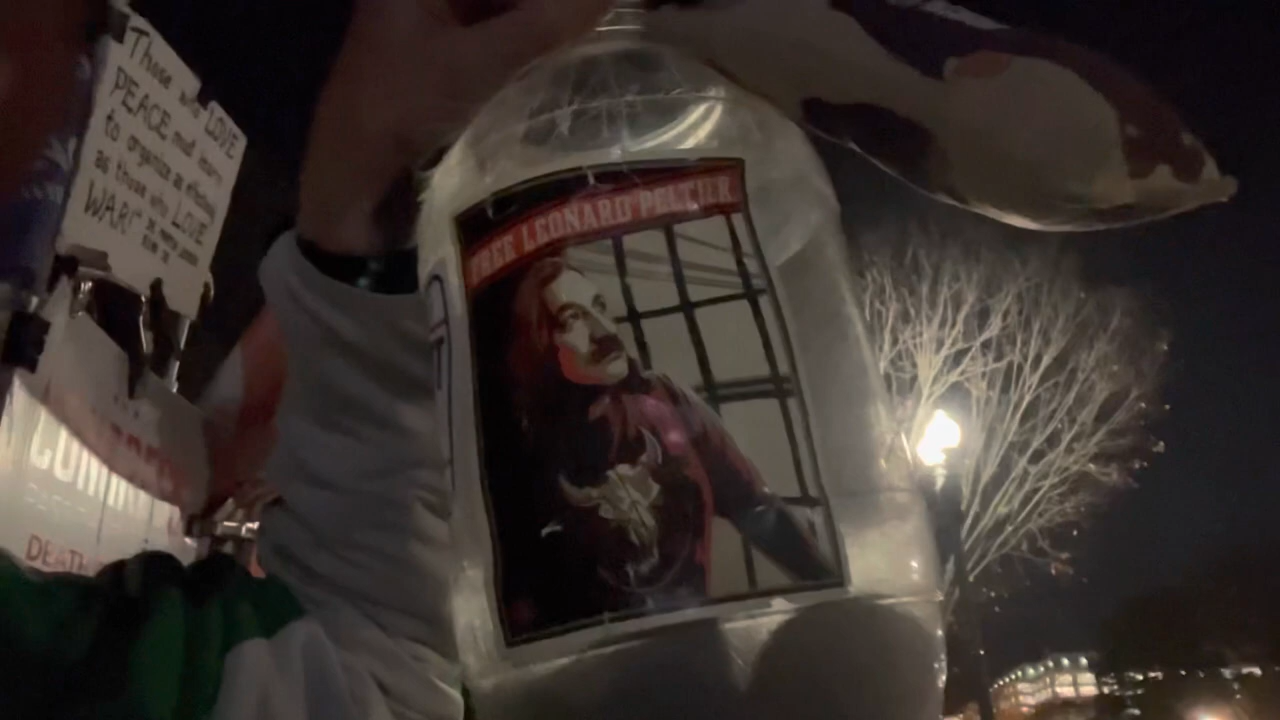 Those who LOVE
PEACE must learn
to organize as effectively
as those who LOVE
WAR"
FREE LEONARD PELTIER
DEATH